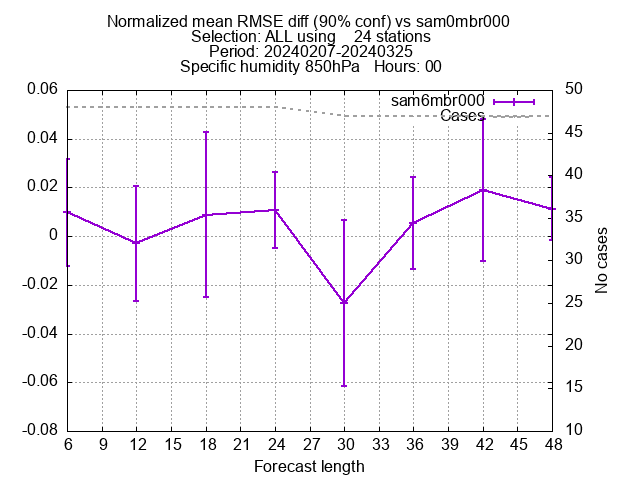 Normalized mean RMSE diff (90% conf) vs sam0mbr000
Selection: ALL using    24 stations
Period: 20240207-20240325
Specific humidity 850hPa   Hours: 00
sam6mbr000
Cases
0.06
0.04
0.02
0
-0.02
-0.04
-0.06
-0.08
50
45
40
35
30
25
20
15
10
No cases
6 12 15 18 21 24 27 30 33 36 39 42 45 48
Forecast length